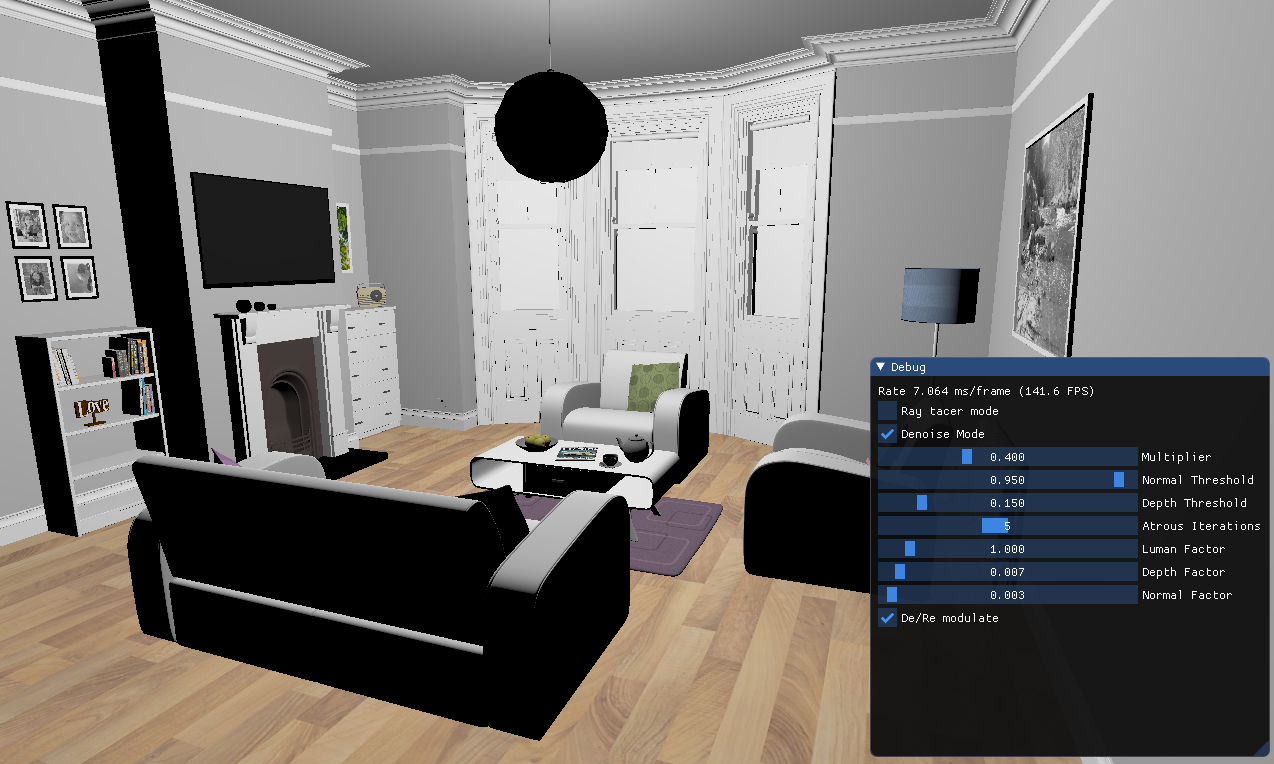 Love
▼ Debug
Rate 7.064 ms/frame (141.6 FPS)
Ray tacer mode
Denoise Mode
0.400 Multiplier
0.950 Normal Threshold
0.150 Depth Threshold
5 Atrous Iterations
1.000 Luman Factor
0.007 Depth Factor
0.003 Normal Factor
De/Re modulate